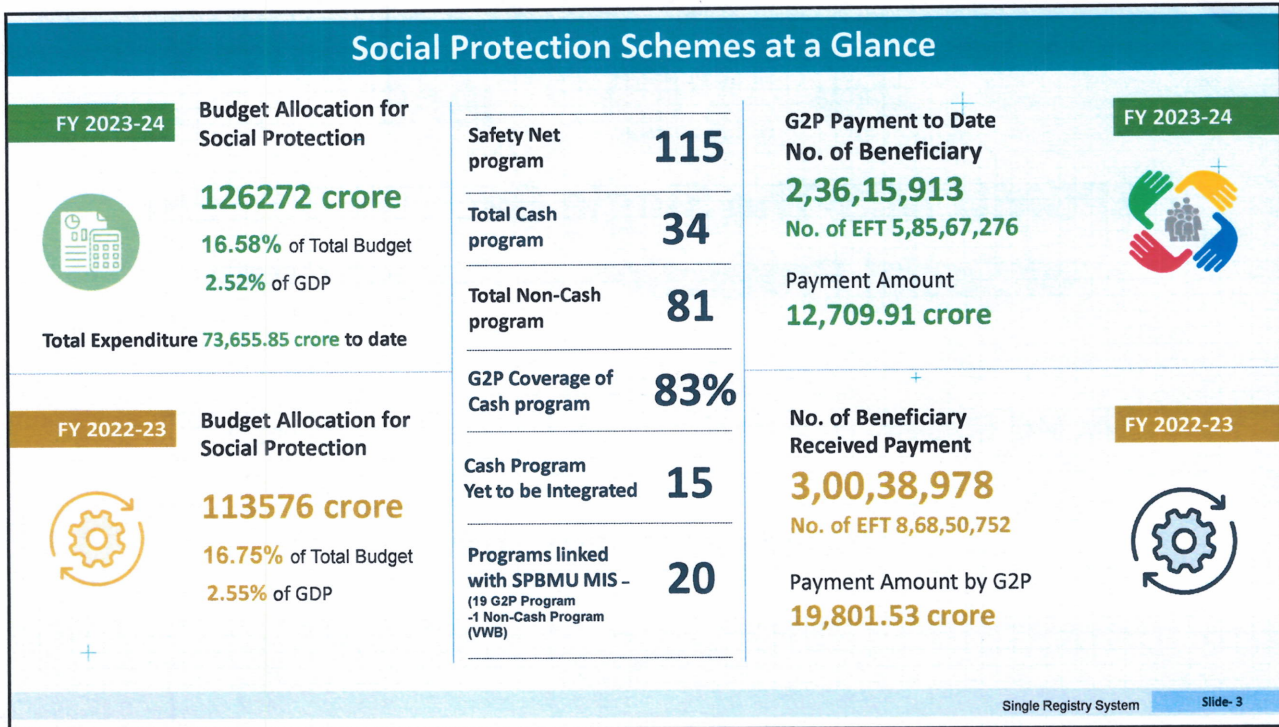 Social Protection Schemes at a Glance
FY 2023-24
Budget Allocation for
Social Protection
126272 crore
16.58% of Total Budget
2.52% of GDP
Total Expenditure 73,655.85 crore to date
FY 2022-23
Budget Allocation for
Social Protection
113576 crore
16.75% of Total Budget
2.55% of GDP
Safety Net
program
115
Total Cash
program
34
Total Non-Cash
program
81
G2P Coverage of
Cash program
83%
Cash Program
Yet to be Integrated
15
Programs linked
with SPBMU MIS –
(19 G2P Program
-1 Non-Cash Program
(VWB)
20
G2P Payment to Date
No. of Beneficiary
2,36,15,913
No. of EFT 5,85,67,276
Payment Amount
12,709.91 crore
FY 2023-24
No. of Beneficiary
Received Payment
3,00,38,978
No. of EFT 8,68,50,752
Payment Amount by G2P
19,801.53 crore
FY 2022-23
Single Registry System
Slide- 3